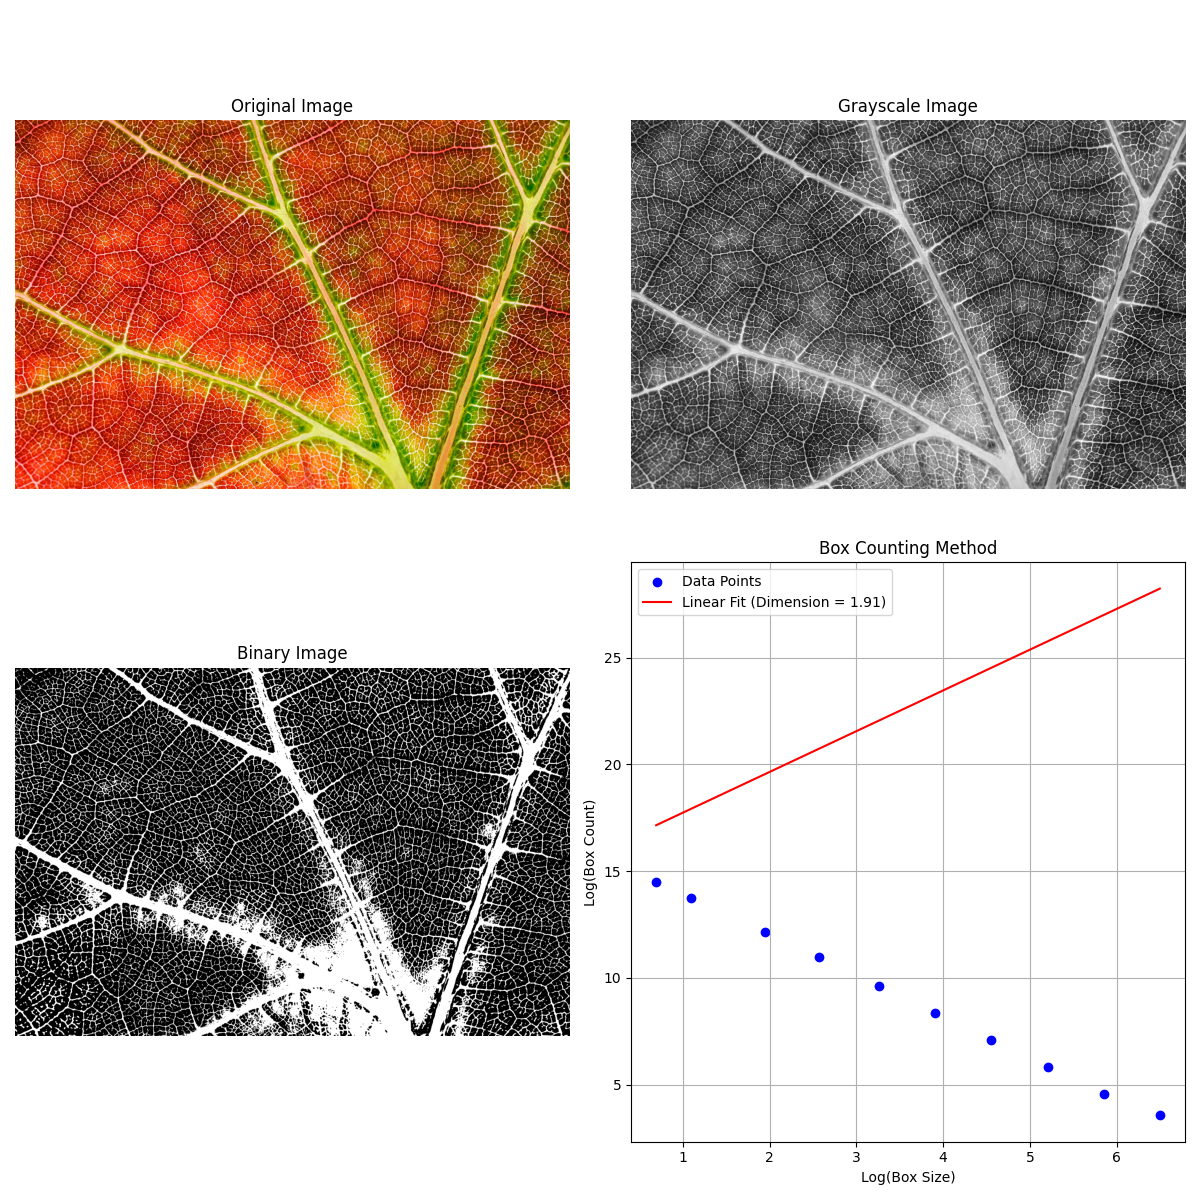 Original Image
Grayscale Image
Binary Image
Box Counting Method
Data Points
Linear Fit (Dimension = 1.91)
Log(Box Count)
25
20
15
10
5
1 2 3 4 5 6
Log(Box Size)